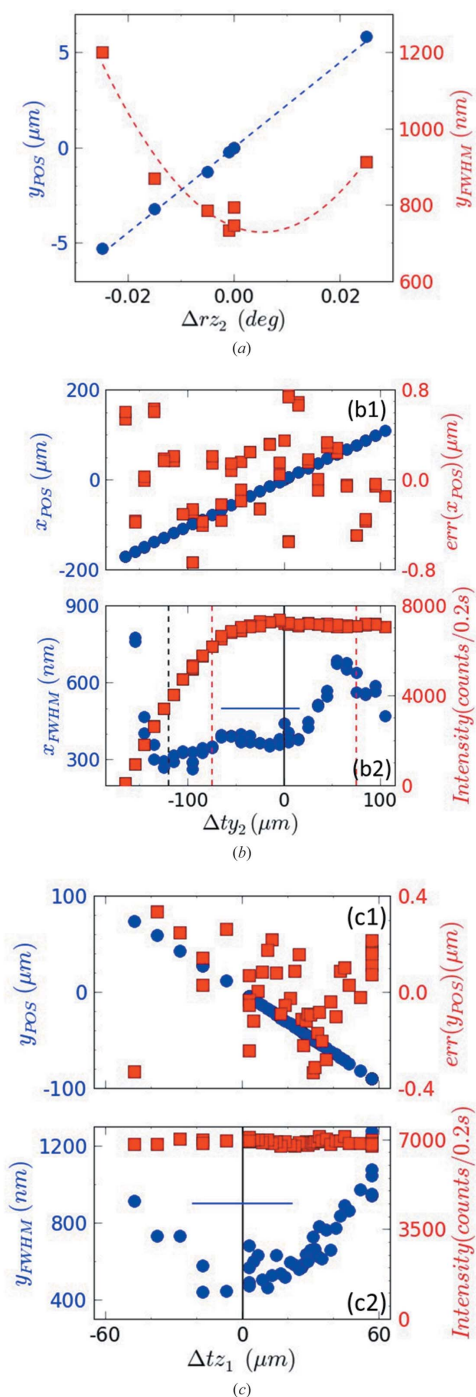 5
0
-5
y_POS (μm)
1200
1000
800
600
y_FWHM (nm)
-0.02 0.00 0.02
Δrz_2 (deg)
(a)
200
0
-200
x_POS (μm)
(b1)
0.8
0.0
-0.8
err(x_POS)(μm)
900
600
300
x_FWHM (nm)
(b2)
8000
4000
0
Intensity(counts/0.2s)
-100 0 100
Δty_2 (μm)
(b)
100
0
-100
y_POS (μm)
(c1)
0.4
0.0
-0.4
err(y_POS)(μm)
1200
800
400
y_FWHM (nm)
(c2)
7000
3500
0
Intensity(counts/0.2s)
-60 0 60
Δtz_1 (μm)
(c)